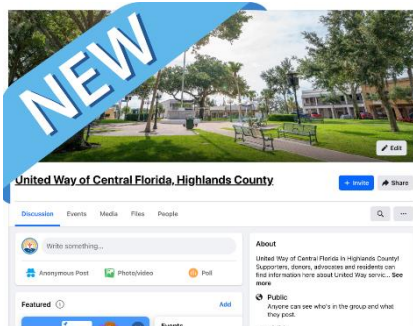 NEW
Edit
United Way of Central Florida, Highlands County
+ Invite
Share
Discussion Events Media Files People
Write something...
Anonymous Post Photo/video Poll
Featured Add
Events
About
United Way of Central Florida in Highlands County!
Supporters, donors, advocates and residents can
find information here about United Way servic... See
more
Public
Anyone can see who's in the group and what
they post.